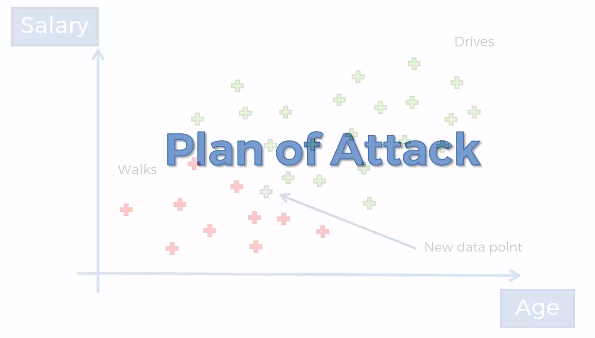 Salary
Drives
Plan of Attack
Walks
New data point
Age